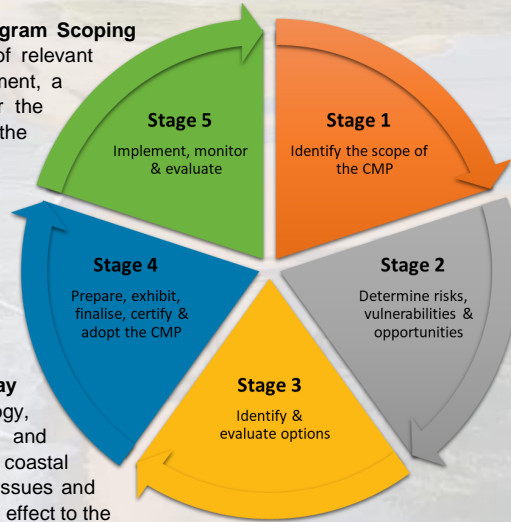 gram Scoping
of relevant
ment, a
the
the
Stage 1
Identify the scope of
the CMP
Stage 2
Determine risks,
vulnerabilities &
opportunities
Stage 3
Identify &
evaluate options
Stage 4
Prepare, exhibit,
finalise, certify &
adopt the CMP
Stage 5
Implement, monitor
& evaluate
ay
ogy,
and
coastal
issues and
effect to the